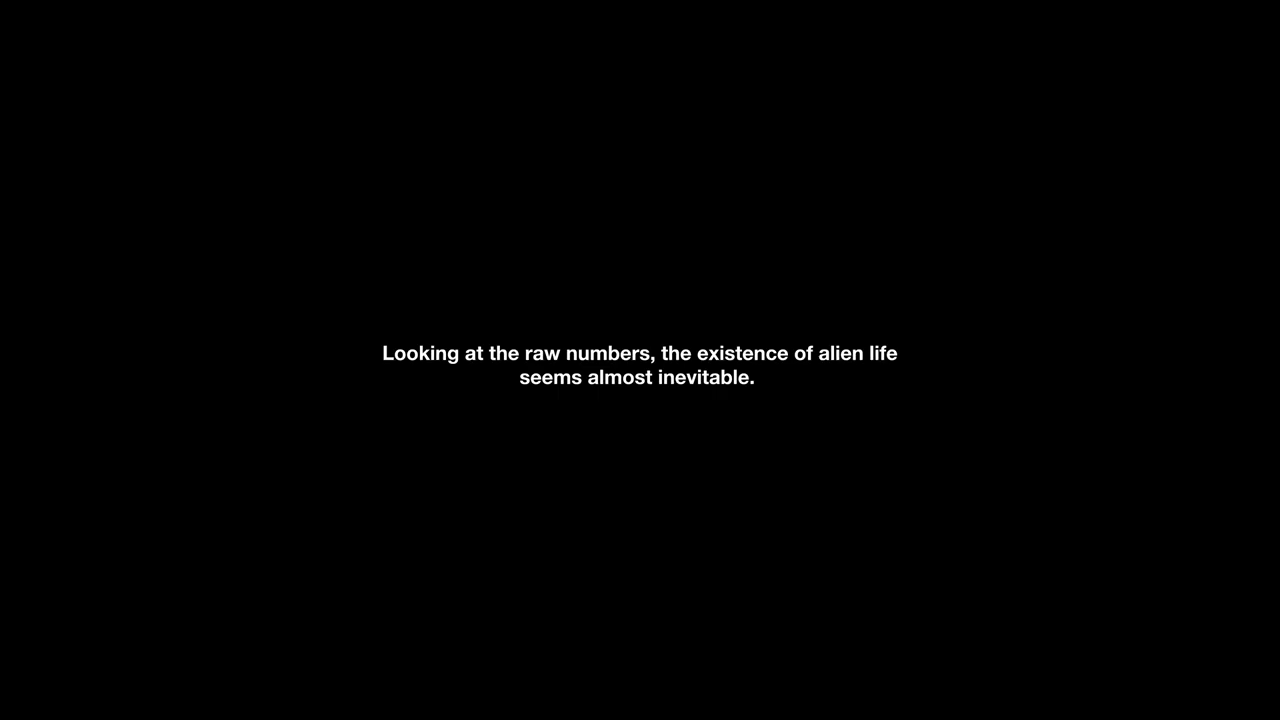 Looking at the raw numbers, the existence of alien life
seems almost inevitable.